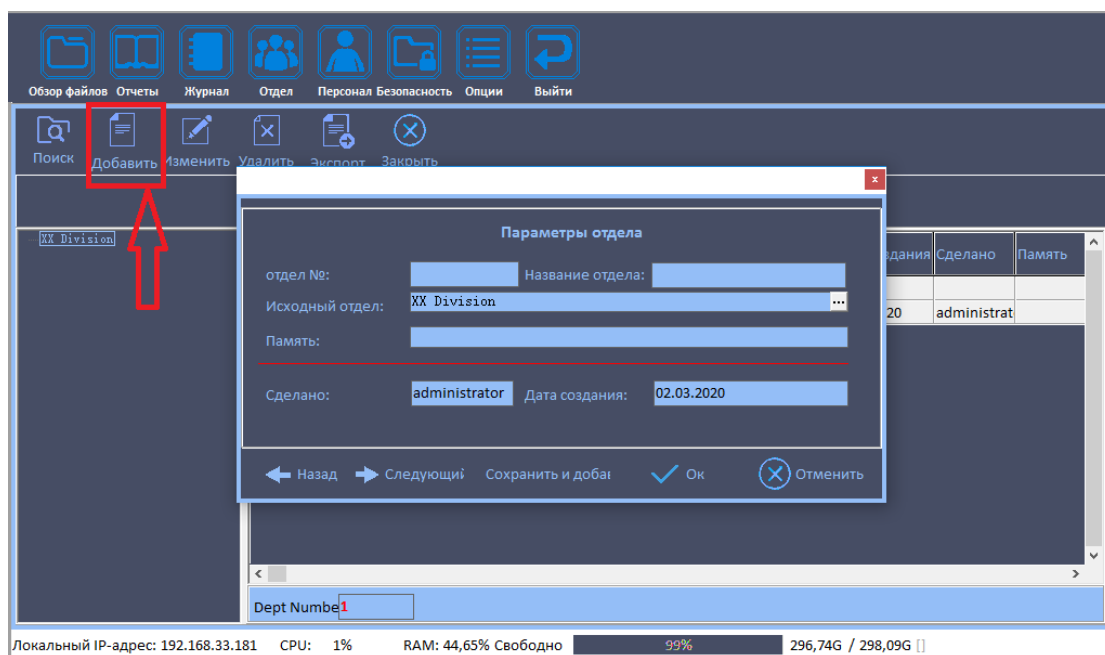 Обзор файлов Отчеты Журнал Отдел Персонал Безопасность Опции Выйти
Поиск Добавить Изменить Удалить Экспорт Закрыть
x
XX Division
Параметры отдела
здания Сделано Память
отдел №: Название отдела:
Исходный отдел: XX Division ...
20 administrat
Память:
Сделано: administrator Дата создания: 02.03.2020
Назад Следующий Сохранить и добав Ок Отменить
Dept Numbe 1
Локальный IP-адрес: 192.168.33.181 CPU: 1% RAM: 44,65% Свободно 99% 296,74G / 298,09G []